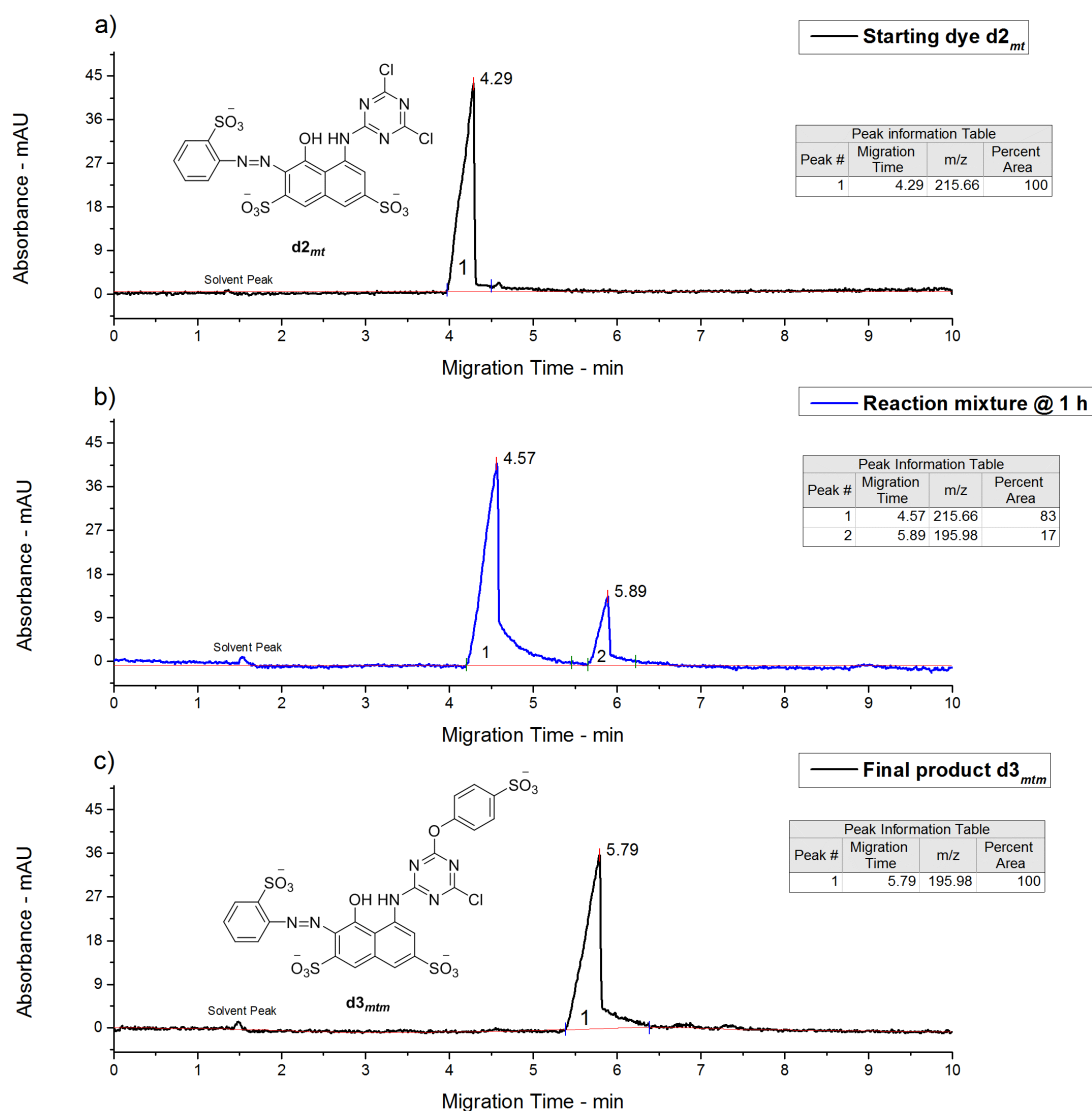 a)
Starting dye d2mt
Absorbance - mAU
45
36
27
18
9
0
0 1 2 3 4 5 6 7 8 9 10
Migration Time - min
4.29
1
Solvent Peak
Cl
N N
N Cl
SO3−
OH HN
N=N
−O3S SO3−
d2mt
Peak information Table
Peak # Migration Time m/z Percent Area
1 4.29 215.66 100
b)
Reaction mixture @ 1 h
Absorbance - mAU
45
36
27
18
9
0
0 1 2 3 4 5 6 7 8 9 10
Migration Time - min
4.57
5.89
1
2
Solvent Peak
Peak Information Table
Peak # Migration Time m/z Percent Area
1 4.57 215.66 83
2 5.89 195.98 17
c)
Final product d3mtm
Absorbance - mAU
45
36
27
18
9
0
0 1 2 3 4 5 6 7 8 9 10
Migration Time - min
5.79
1
Solvent Peak
SO3−
O
N N
N Cl
SO3−
OH HN
N=N
−O3S SO3−
d3mtm
Peak Information Table
Peak # Migration Time m/z Percent Area
1 5.79 195.98 100